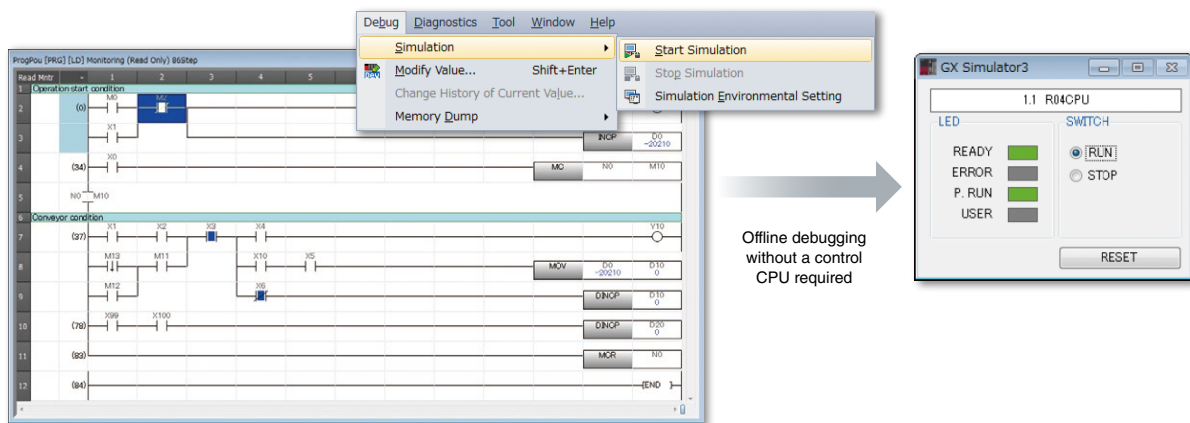 Debug Diagnostics Tool Window Help
Simulation
Modify Value... Shift+Enter
Change History of Current Value...
Memory Dump
Start Simulation
Stop Simulation
Simulation Environmental Setting
ProgPou [PRG] [LD] Monitoring (Read Only) 86Step
Read Mntr 1 2 3 4 5
1 Operation start condition
M0 M2
2 (0)
X1
3 INCP D0
-20210
X0
4 (34) MC N0 M10
5 N0 M10
6 Conveyor condition
X1 X2 X3 X4 Y10
7 (37)
M13 M11 X10 X5
8 MOV D0 D10
-20210 0
M12 X6
9 DINCP D10
0
X99 X100
10 (78) DINCP D20
0
11 (83) MCR N0
12 (84) END
Offline debugging
without a control
CPU required
GX Simulator3
1.1 R04CPU
LED SWITCH
READY RUN
ERROR STOP
P. RUN
USER
RESET